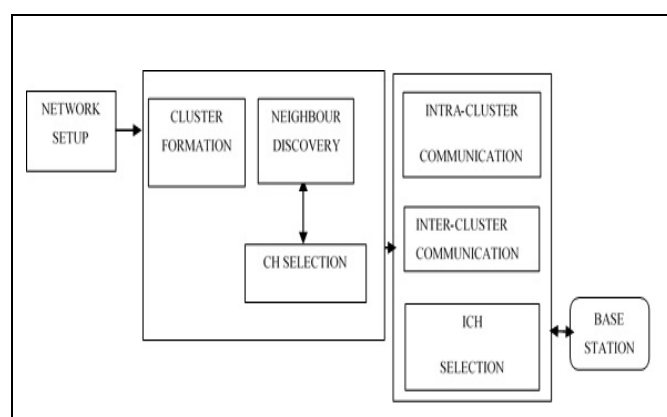 NETWORK
SETUP
CLUSTER
FORMATION
NEIGHBOUR
DISCOVERY
CH SELECTION
INTRA-CLUSTER
COMMUNICATION
INTER-CLUSTER
COMMUNICATION
ICH
SELECTION
BASE
STATION